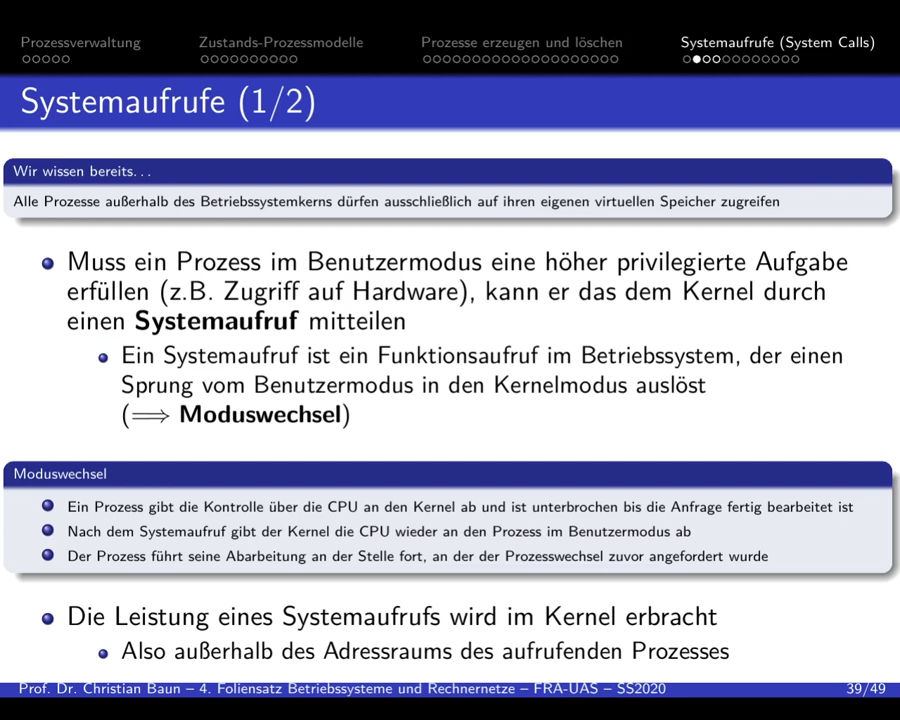 Prozessverwaltung Zustands-Prozessmodelle Prozesse erzeugen und löschen Systemaufrufe (System Calls)
Systemaufrufe (1/2)
Wir wissen bereits...
Alle Prozesse außerhalb des Betriebssystemkerns dürfen ausschließlich auf ihren eigenen virtuellen Speicher zugreifen
Muss ein Prozess im Benutzermodus eine höher privilegierte Aufgabe
erfüllen (z.B. Zugriff auf Hardware), kann er das dem Kernel durch
einen Systemaufruf mitteilen
Ein Systemaufruf ist ein Funktionsaufruf im Betriebssystem, der einen
Sprung vom Benutzermodus in den Kernelmodus auslöst
(⟹ Moduswechsel)
Moduswechsel
Ein Prozess gibt die Kontrolle über die CPU an den Kernel ab und ist unterbrochen bis die Anfrage fertig bearbeitet ist
Nach dem Systemaufruf gibt der Kernel die CPU wieder an den Prozess im Benutzermodus ab
Der Prozess führt seine Abarbeitung an der Stelle fort, an der der Prozesswechsel zuvor angefordert wurde
Die Leistung eines Systemaufrufs wird im Kernel erbracht
Also außerhalb des Adressraums des aufrufenden Prozesses
Prof. Dr. Christian Baun – 4. Foliensatz Betriebssysteme und Rechnernetze – FRA-UAS – SS2020 39/49